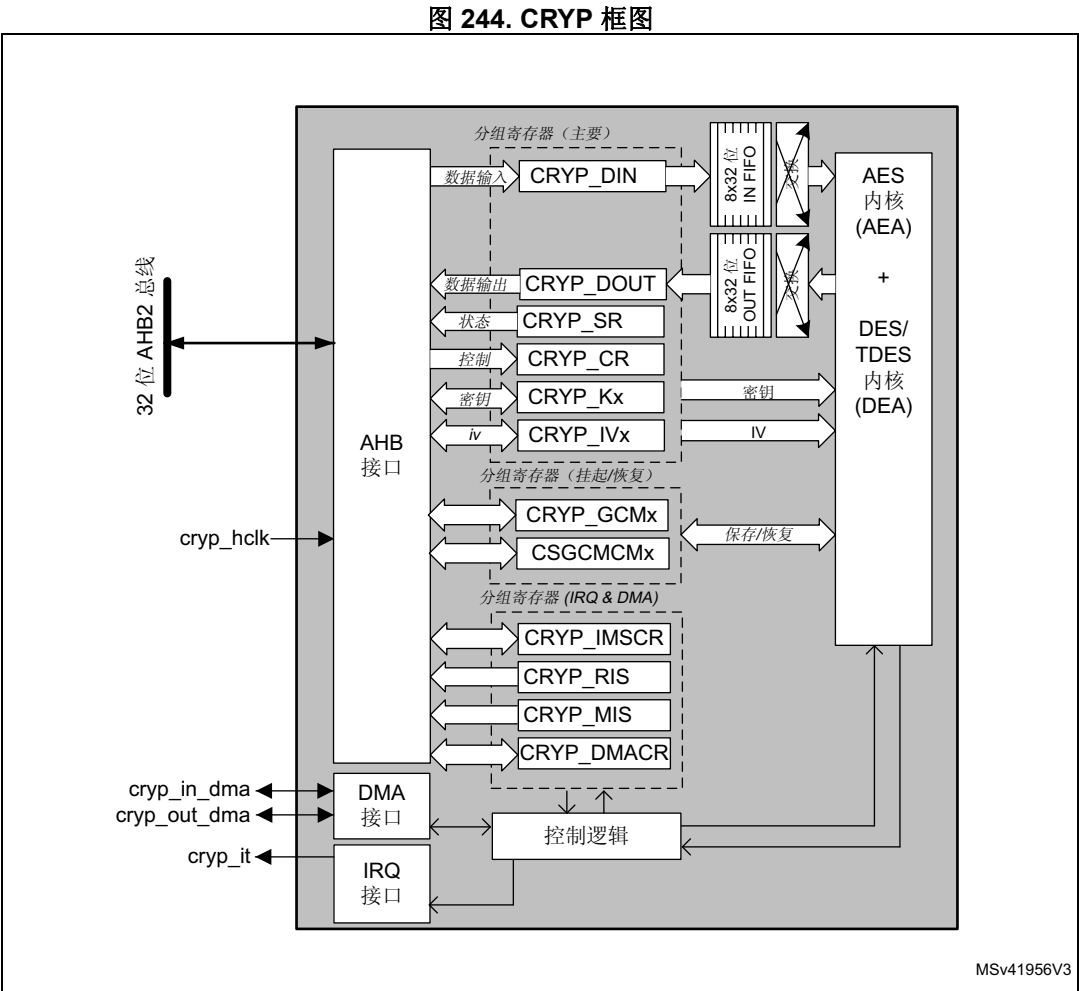 图 244. CRYP 框图
分组寄存器（主要）
数据输入
CRYP_DIN
8x32 位
IN FIFO
交换
AES
内核
(AEA)
+
DES/
TDES
内核
(DEA)
数据输出
CRYP_DOUT
8x32 位
OUT FIFO
交换
状态
CRYP_SR
控制
CRYP_CR
密钥
CRYP_Kx
密钥
iv
CRYP_IVx
IV
32 位 AHB2 总线
AHB
接口
分组寄存器（挂起/恢复）
CRYP_GCMx
CSGCMCMx
保存/恢复
cryp_hclk
分组寄存器 (IRQ & DMA)
CRYP_IMSCR
CRYP_RIS
CRYP_MIS
CRYP_DMACR
cryp_in_dma
cryp_out_dma
DMA
接口
控制逻辑
cryp_it
IRQ
接口
MSv41956V3